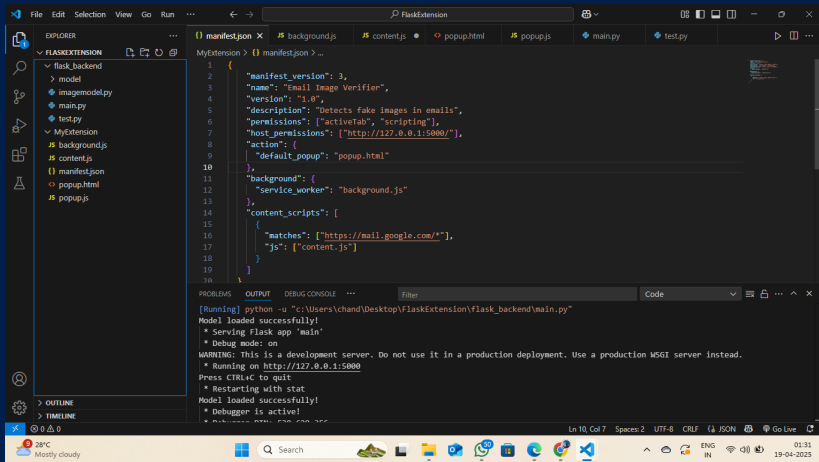 File Edit Selection View Go Run ... FlaskExtension
EXPLORER ...
FLASKEXTENSION
flask_backend
model
imagemodel.py
main.py
test.py
MyExtension
JS background.js
JS content.js
{} manifest.json
<> popup.html
JS popup.js
OUTLINE
TIMELINE
{} manifest.json JS background.js JS content.js <> popup.html JS popup.js main.py test.py
MyExtension > {} manifest.json > ...
1 {
2 "manifest_version": 3,
3 "name": "Email Image Verifier",
4 "version": "1.0",
5 "description": "Detects fake images in emails",
6 "permissions": ["activeTab", "scripting"],
7 "host_permissions": ["http://127.0.0.1:5000/"],
8 "action": {
9 "default_popup": "popup.html"
10 },
11 "background": {
12 "service_worker": "background.js"
13 },
14 "content_scripts": [
15 {
16 "matches": ["https://mail.google.com/*"],
17 "js": ["content.js"]
18 }
19 ]
20 }
PROBLEMS OUTPUT DEBUG CONSOLE ... Filter Code
[Running] python -u "c:\Users\chand\Desktop\FlaskExtension\flask_backend\main.py"
Model loaded successfully!
* Serving Flask app 'main'
* Debug mode: on
WARNING: This is a development server. Do not use it in a production deployment. Use a production WSGI server instead.
* Running on http://127.0.0.1:5000
Press CTRL+C to quit
* Restarting with stat
Model loaded successfully!
* Debugger is active!
0 0 Ln 10, Col 7 Spaces: 2 UTF-8 CRLF {} JSON Go Live
28°C
Mostly cloudy
Search
ENG
IN
01:31
19-04-2025